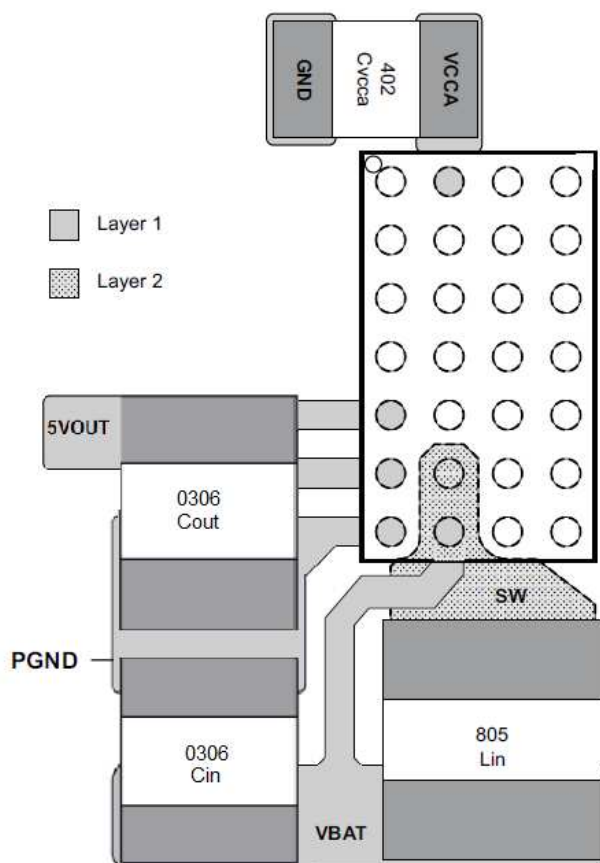 GND
402
Cvcca
VCCA
Layer 1
Layer 2
5VOUT
0306
Cout
SW
PGND
0306
Cin
805
Lin
VBAT